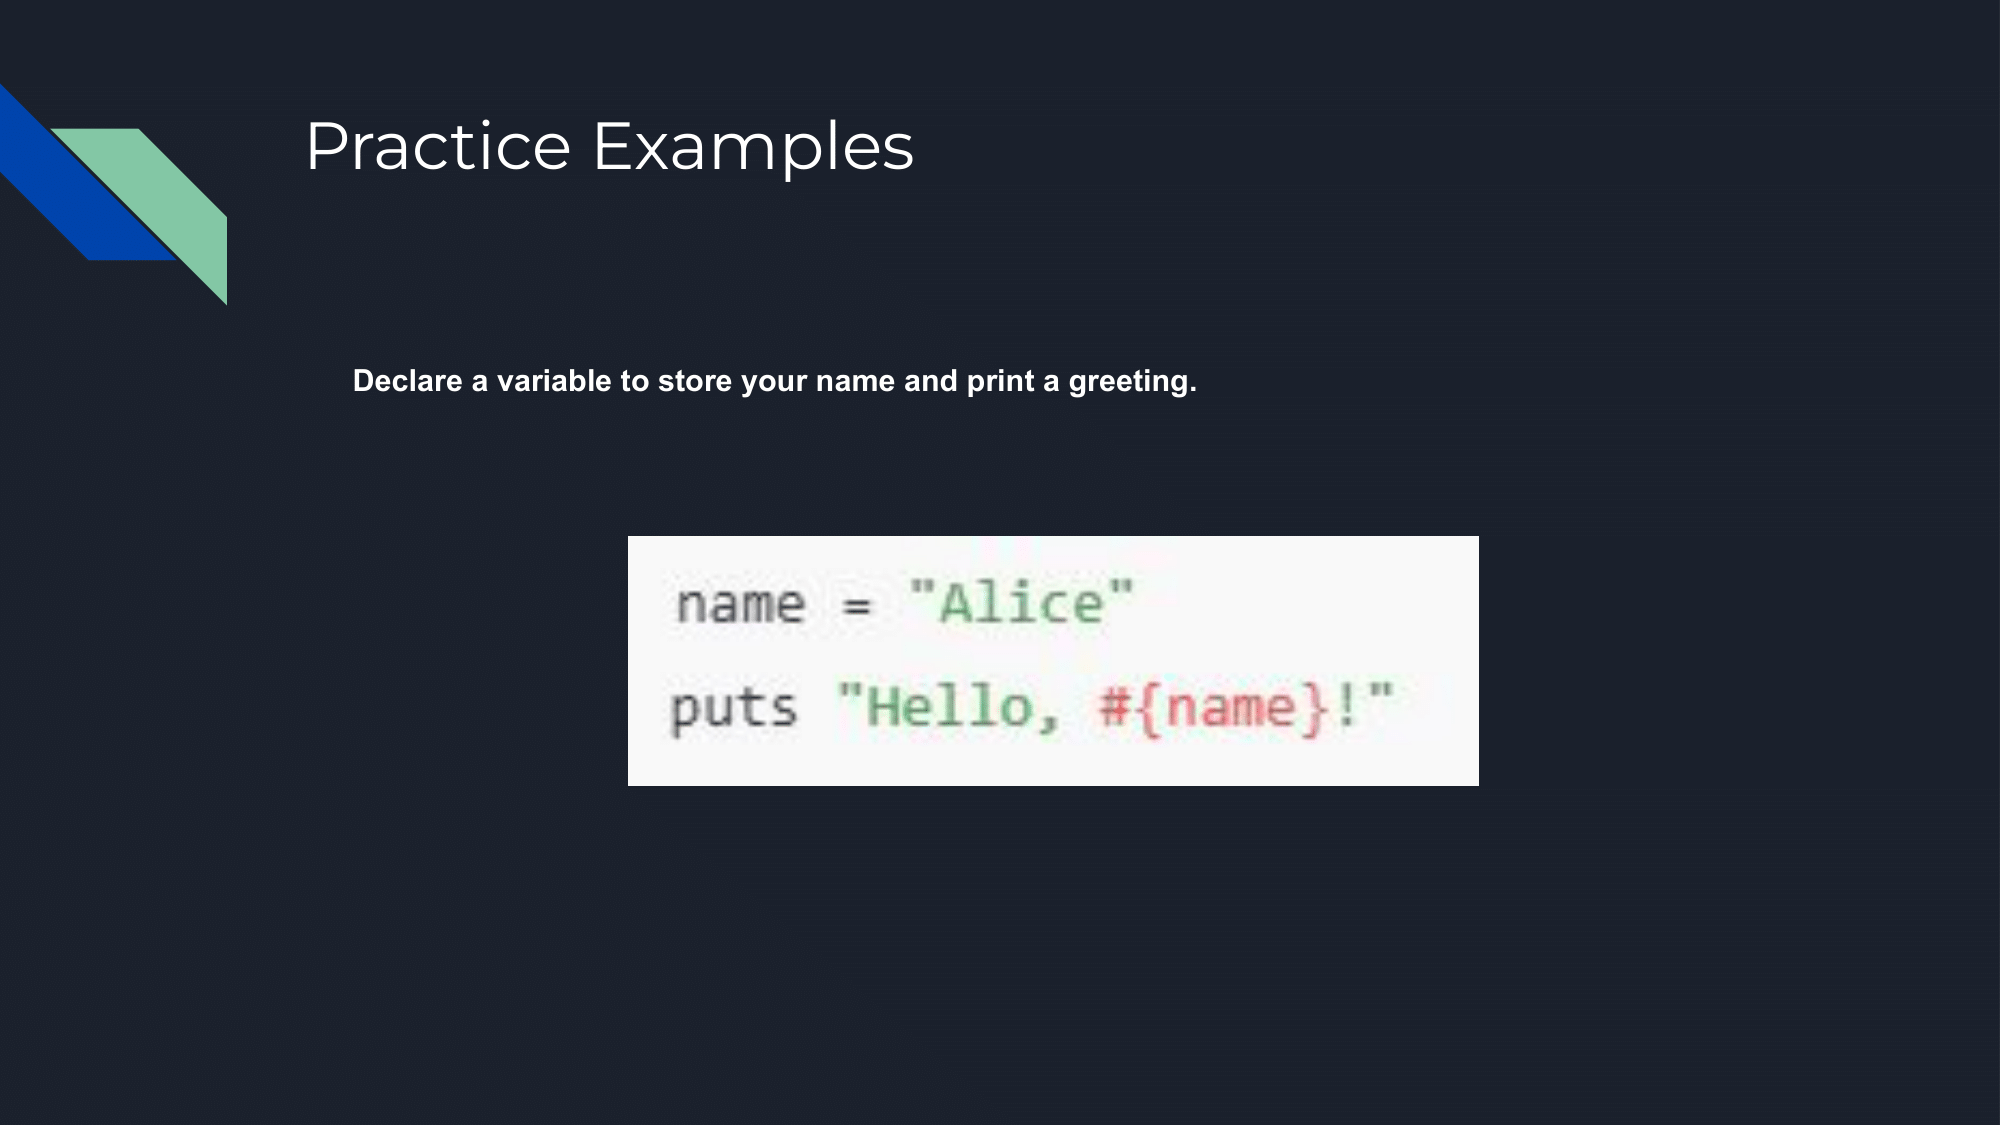 Practice Examples
Declare a variable to store your name and print a greeting.
name = "Alice"
puts "Hello, #{name}!"